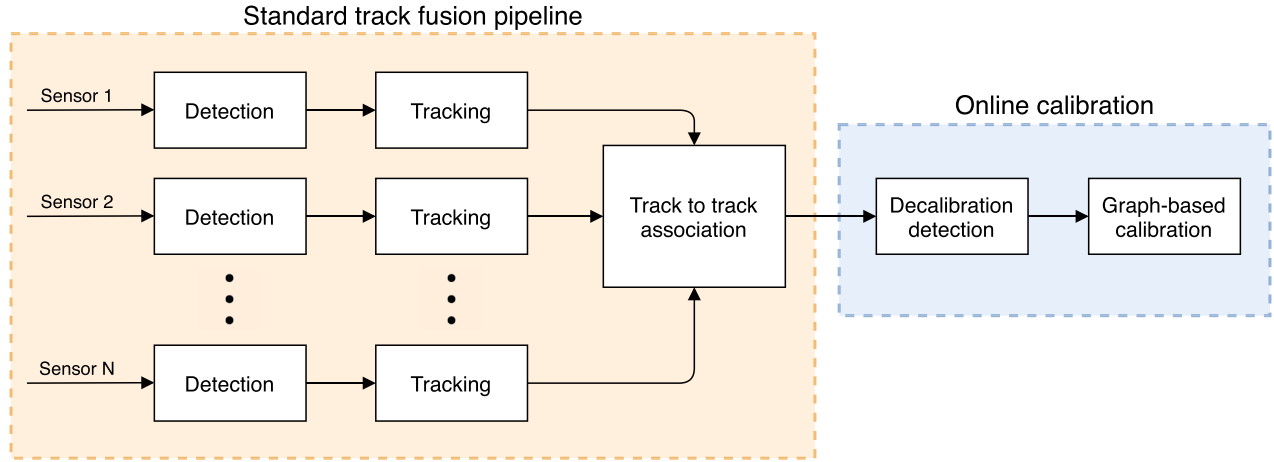 Standard track fusion pipeline
Sensor 1
Detection
Tracking
Sensor 2
Detection
Tracking
Track to track
association
Sensor N
Detection
Tracking
Online calibration
Decalibration
detection
Graph-based
calibration